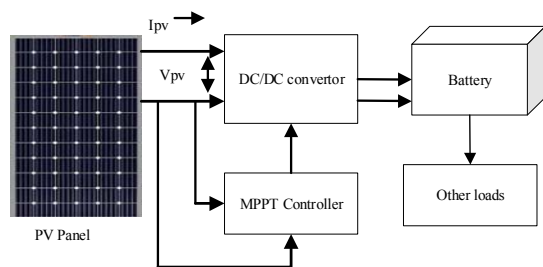 Ipv
Vpv
DC/DC convertor
Battery
MPPT Controller
Other loads
PV Panel